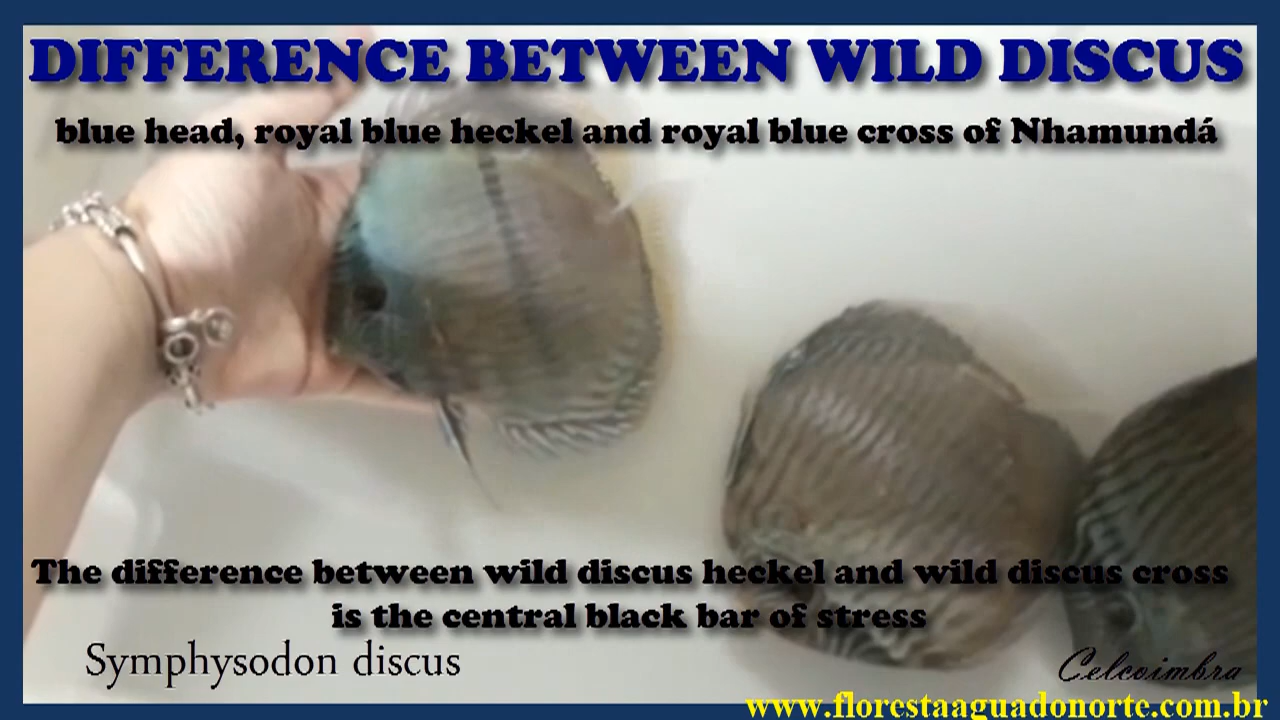 DIFFERENCE BETWEEN WILD DISCUS
blue head, royal blue heckel and royal blue cross of Nhamundá
The difference between wild discus heckel and wild discus cross
is the central black bar of stress
Symphysodon discus
Celcoimbra
www.florestaaguadonorte.com.br